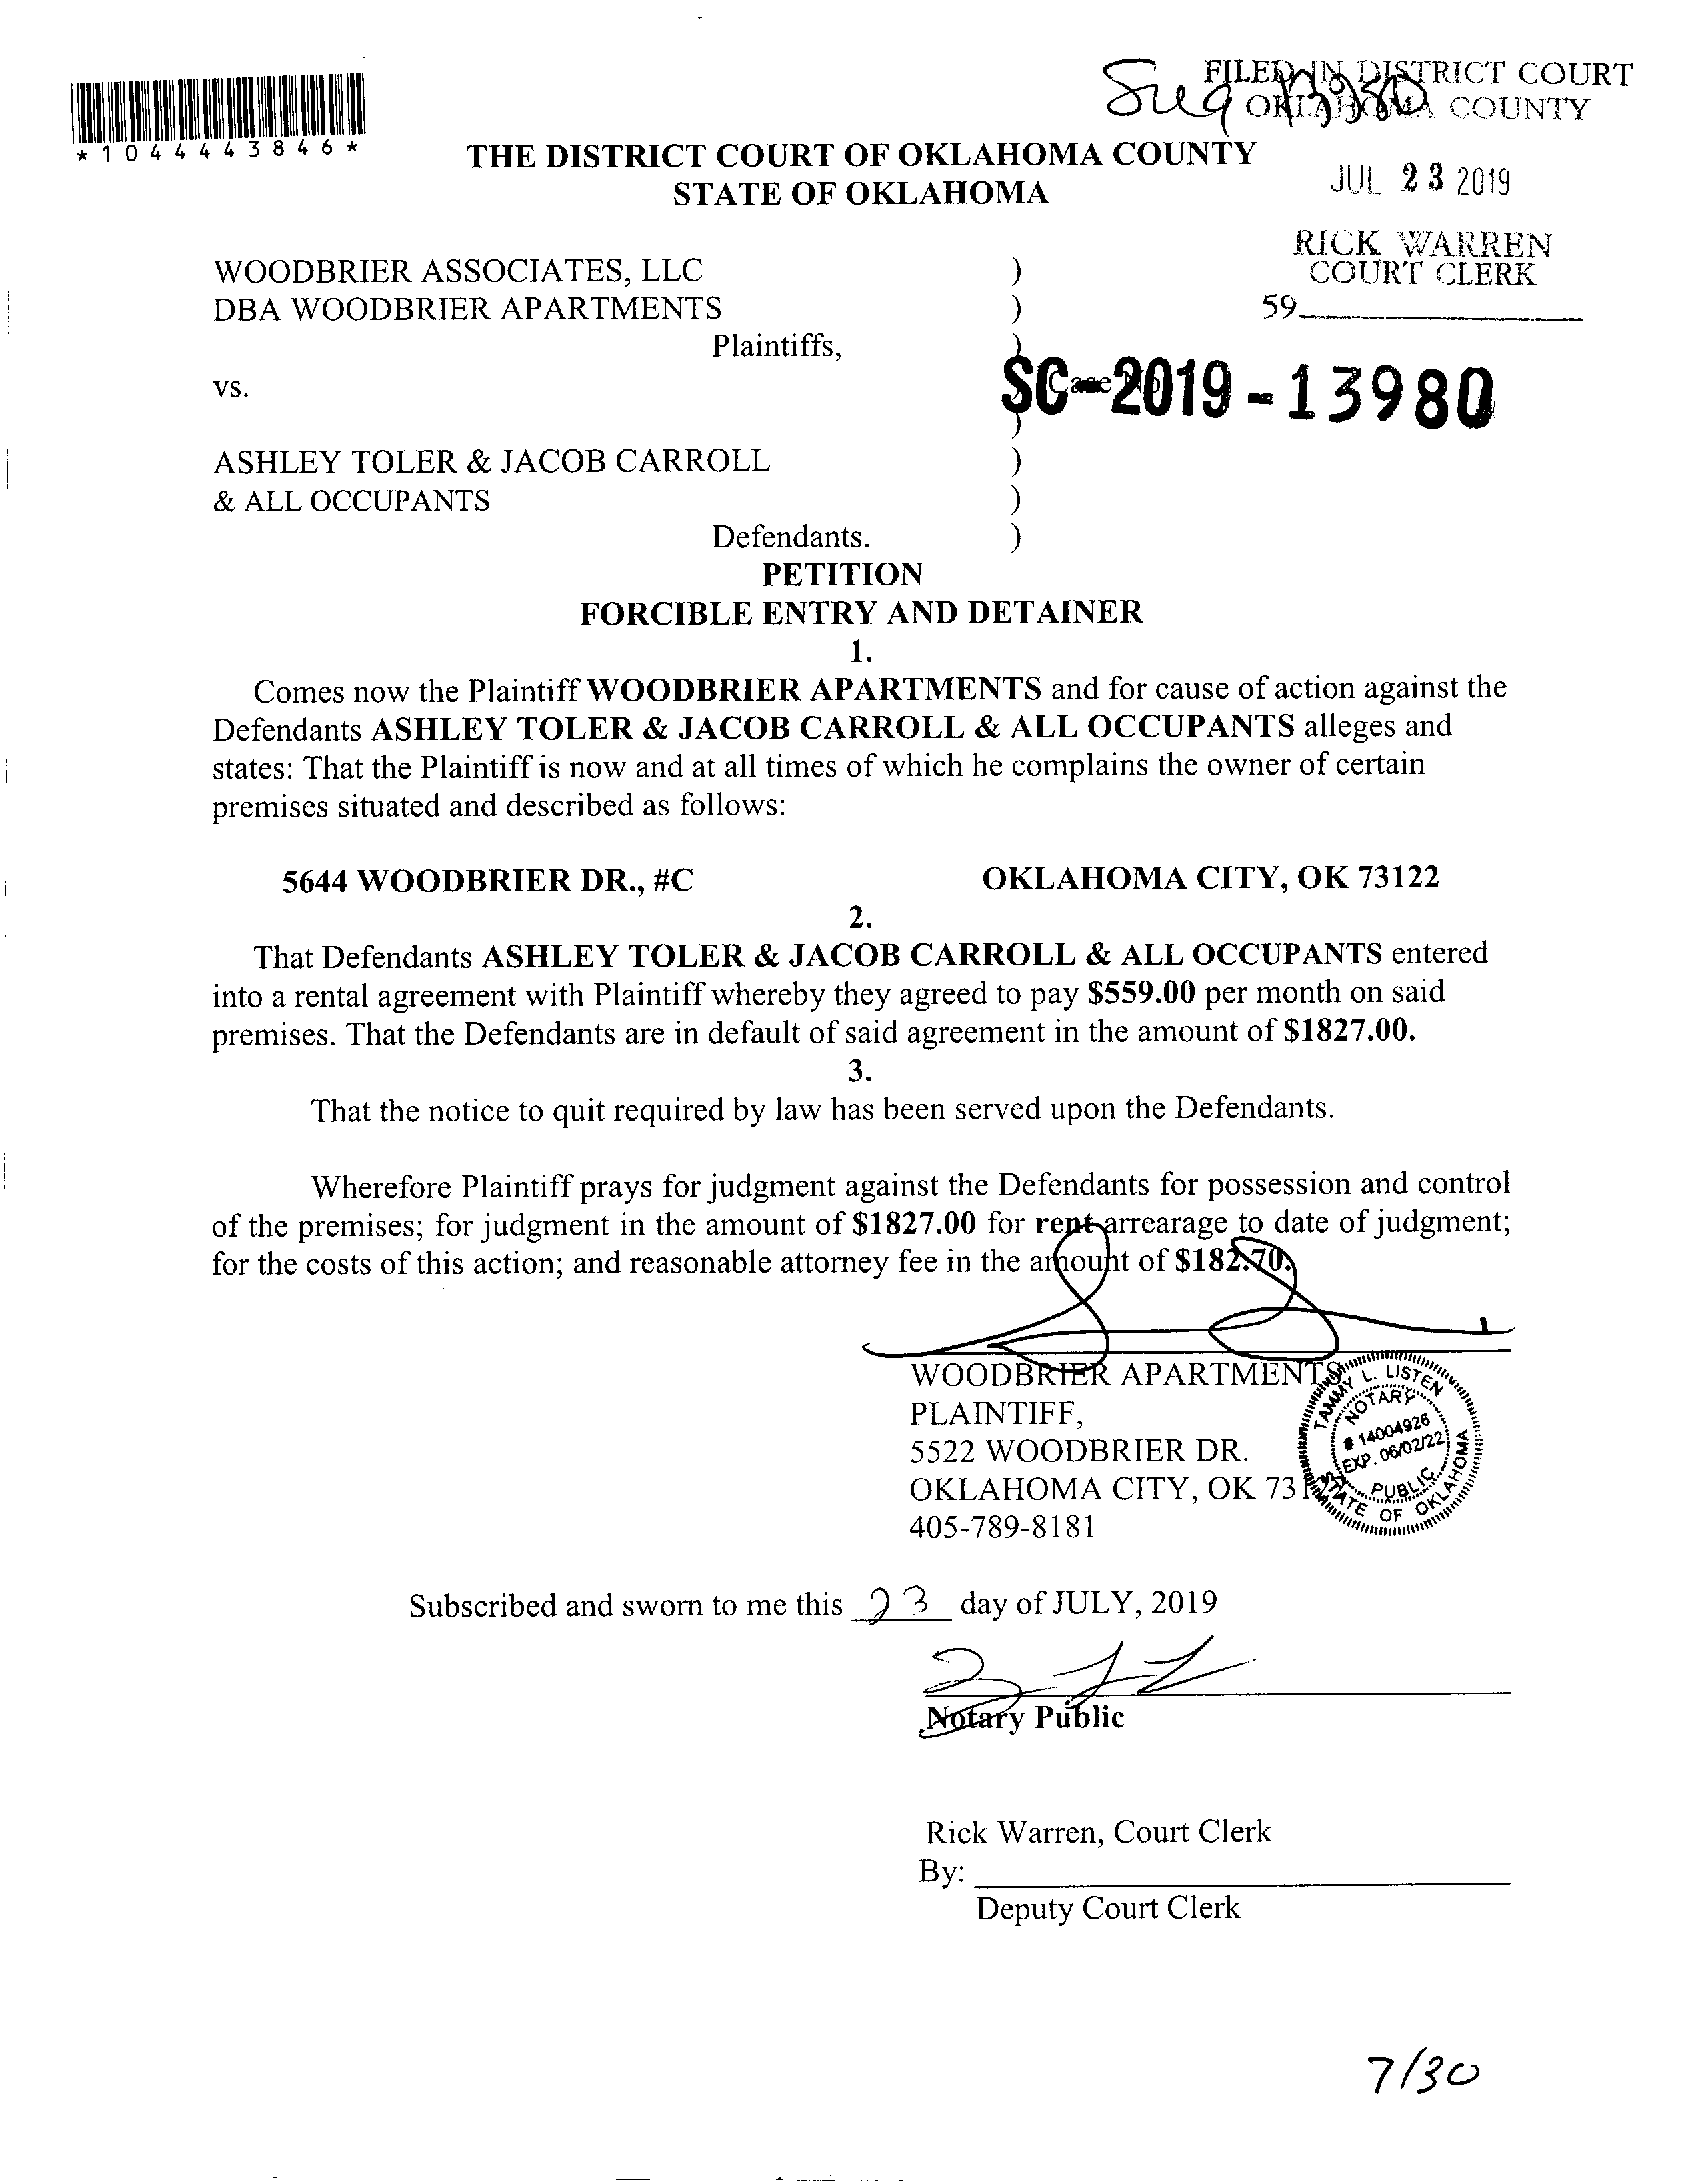 *1044443846*
FILED IN DISTRICT COURT
OKLAHOMA COUNTY
13980
THE DISTRICT COURT OF OKLAHOMA COUNTY
STATE OF OKLAHOMA
JUL 23 2019
RICK WARREN
COURT CLERK
59
WOODBRIER ASSOCIATES, LLC )
DBA WOODBRIER APARTMENTS )
Plaintiffs, )
vs. Case No.
SC-2019-13980
ASHLEY TOLER & JACOB CARROLL )
& ALL OCCUPANTS )
Defendants. )
PETITION
FORCIBLE ENTRY AND DETAINER
1.
Comes now the Plaintiff WOODBRIER APARTMENTS and for cause of action against the
Defendants ASHLEY TOLER & JACOB CARROLL & ALL OCCUPANTS alleges and
states: That the Plaintiff is now and at all times of which he complains the owner of certain
premises situated and described as follows:
5644 WOODBRIER DR., #C OKLAHOMA CITY, OK 73122
2.
That Defendants ASHLEY TOLER & JACOB CARROLL & ALL OCCUPANTS entered
into a rental agreement with Plaintiff whereby they agreed to pay $559.00 per month on said
premises. That the Defendants are in default of said agreement in the amount of $1827.00.
3.
That the notice to quit required by law has been served upon the Defendants.
Wherefore Plaintiff prays for judgment against the Defendants for possession and control
of the premises; for judgment in the amount of $1827.00 for rent arrearage to date of judgment;
for the costs of this action; and reasonable attorney fee in the amount of $182.70.
WOODBRIER APARTMENTS
PLAINTIFF,
5522 WOODBRIER DR.
OKLAHOMA CITY, OK
405-789-8181
TAMMY L. LISTEN
NOTARY
# 14004926
EXP. 06/02/22
PUBLIC
STATE OF OKLAHOMA
Subscribed and sworn to me this 23 day of JULY, 2019
Notary Public
Rick Warren, Court Clerk
By:
Deputy Court Clerk
7/30